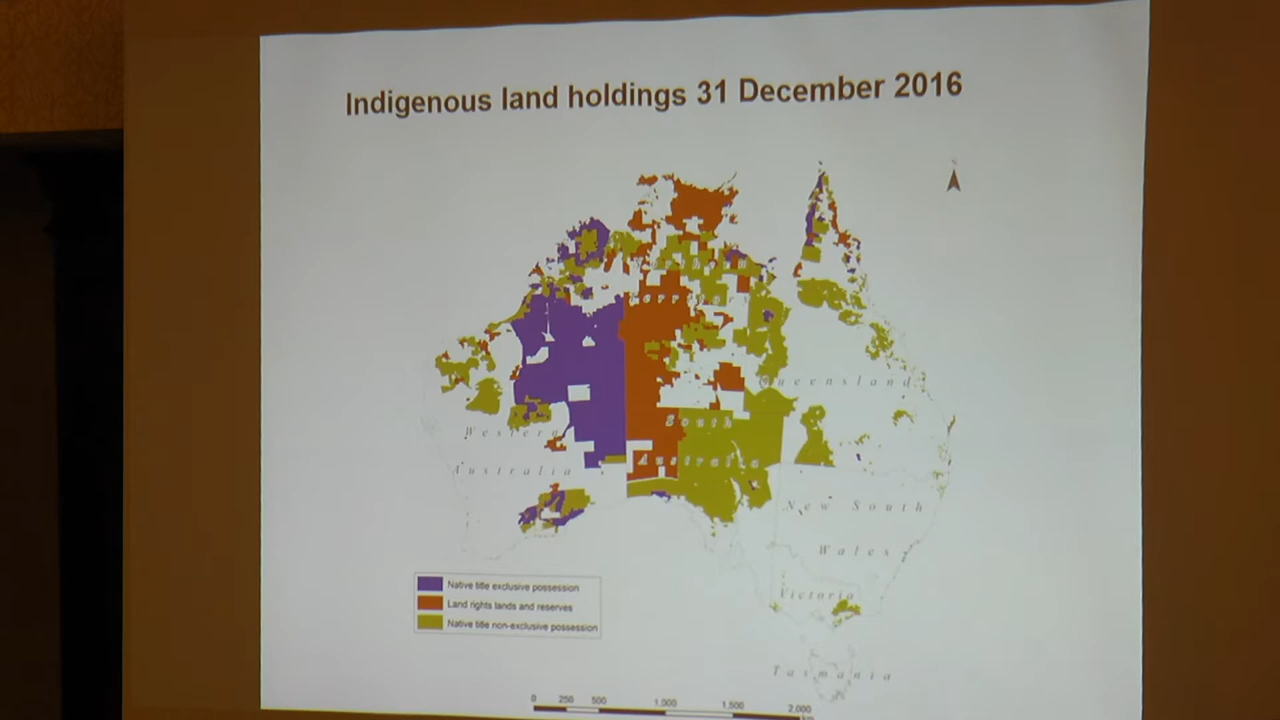 Indigenous land holdings 31 December 2016
N
Northern
Territory
Queensland
Western
Australia
South
Australia
New South
Wales
Victoria
Tasmania
Native title exclusive possession
Land rights lands and reserves
Native title non-exclusive possession
0 250 500 1,000 1,500 2,000
km